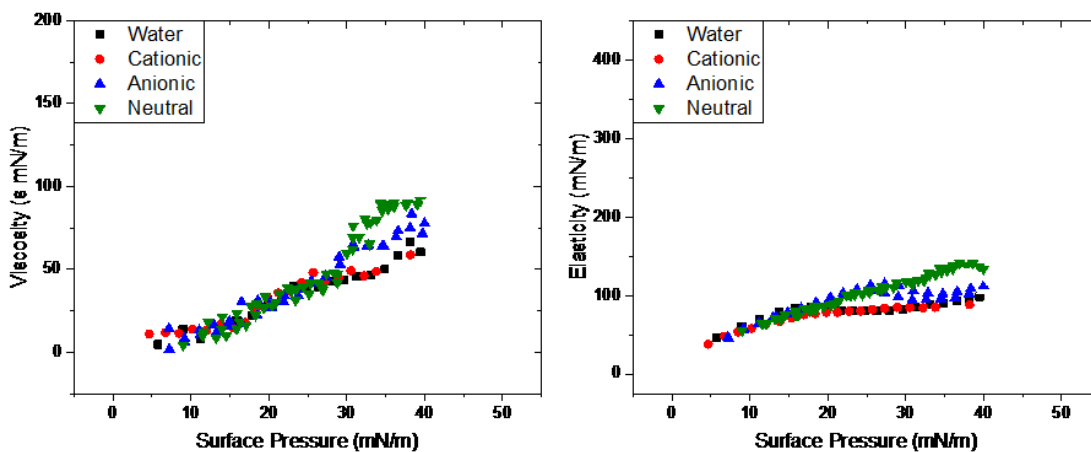 200
150
100
50
0
Viscosity (s mN/m)
Water
Cationic
Anionic
Neutral
0 10 20 30 40 50
Surface Pressure (mN/m)
400
300
200
100
0
Elasticity (mN/m)
Water
Cationic
Anionic
Neutral
0 10 20 30 40 50
Surface Pressure (mN/m)